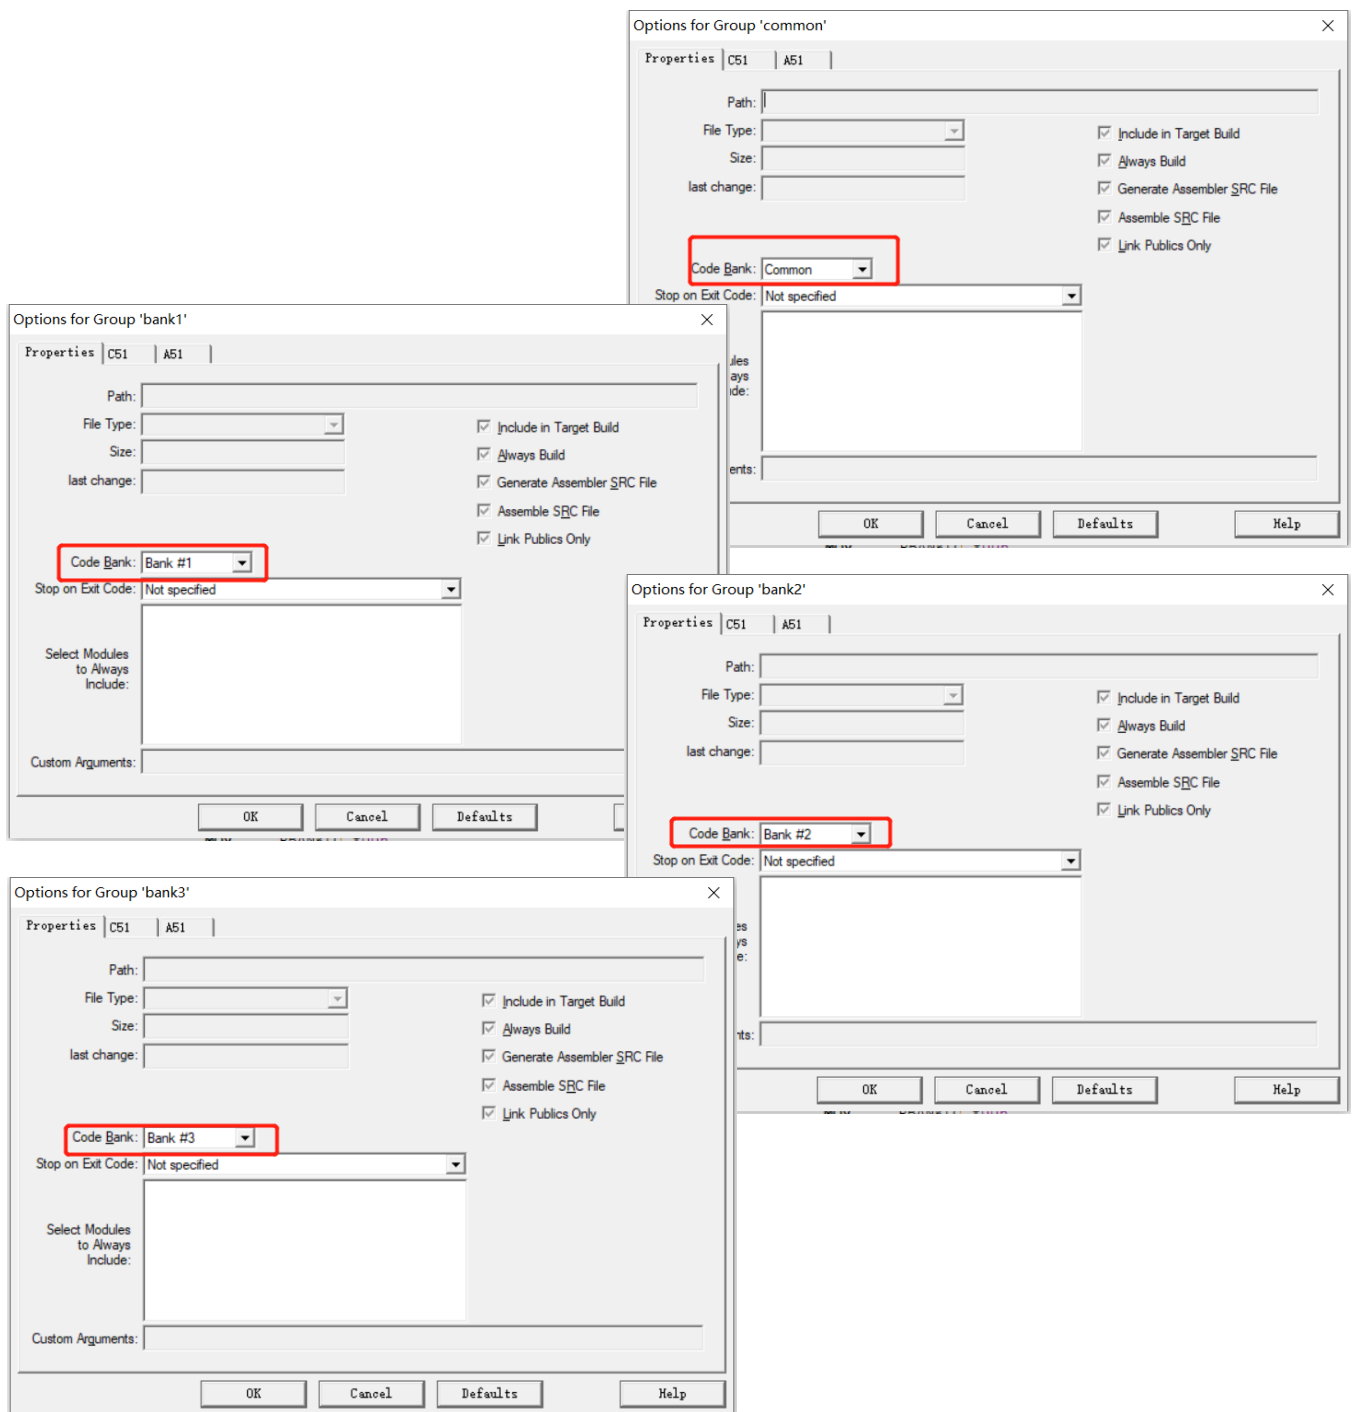 Options for Group 'common'
Properties C51 A51
Path:
File Type:
Include in Target Build
Size:
Always Build
last change:
Generate Assembler SRC File
Assemble SRC File
Link Publics Only
Code Bank: Common
Stop on Exit Code: Not specified
OK Cancel Defaults Help
Options for Group 'bank1'
Properties C51 A51
Path:
File Type:
Include in Target Build
Size:
Always Build
last change:
Generate Assembler SRC File
Assemble SRC File
Link Publics Only
Code Bank: Bank #1
Stop on Exit Code: Not specified
Select Modules
to Always
Include:
Custom Arguments:
OK Cancel Defaults
Options for Group 'bank2'
Properties C51 A51
Path:
File Type:
Include in Target Build
Size:
Always Build
last change:
Generate Assembler SRC File
Assemble SRC File
Link Publics Only
Code Bank: Bank #2
Stop on Exit Code: Not specified
OK Cancel Defaults Help
Options for Group 'bank3'
Properties C51 A51
Path:
File Type:
Include in Target Build
Size:
Always Build
last change:
Generate Assembler SRC File
Assemble SRC File
Link Publics Only
Code Bank: Bank #3
Stop on Exit Code: Not specified
Select Modules
to Always
Include:
Custom Arguments:
OK Cancel Defaults Help